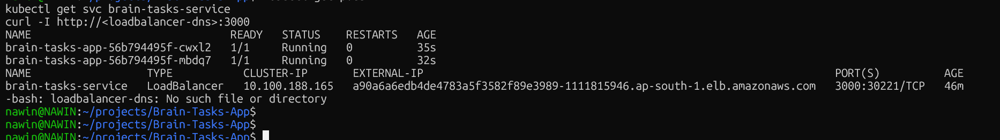 kubectl get svc brain-tasks-service
curl -I http://<loadbalancer-dns>:3000
NAME                               READY   STATUS    RESTARTS   AGE
brain-tasks-app-56b794495f-cwxl2   1/1     Running   0          35s
brain-tasks-app-56b794495f-mbdq7   1/1     Running   0          32s
NAME                  TYPE           CLUSTER-IP       EXTERNAL-IP                                                                PORT(S)          AGE
brain-tasks-service   LoadBalancer   10.100.188.165   a90a6a6edb4de4783a5f3582f89e3989-1111815946.ap-south-1.elb.amazonaws.com   3000:30221/TCP   46m
-bash: loadbalancer-dns: No such file or directory
nawin@NAWIN:~/projects/Brain-Tasks-App$
nawin@NAWIN:~/projects/Brain-Tasks-App$
nawin@NAWIN:~/projects/Brain-Tasks-App$